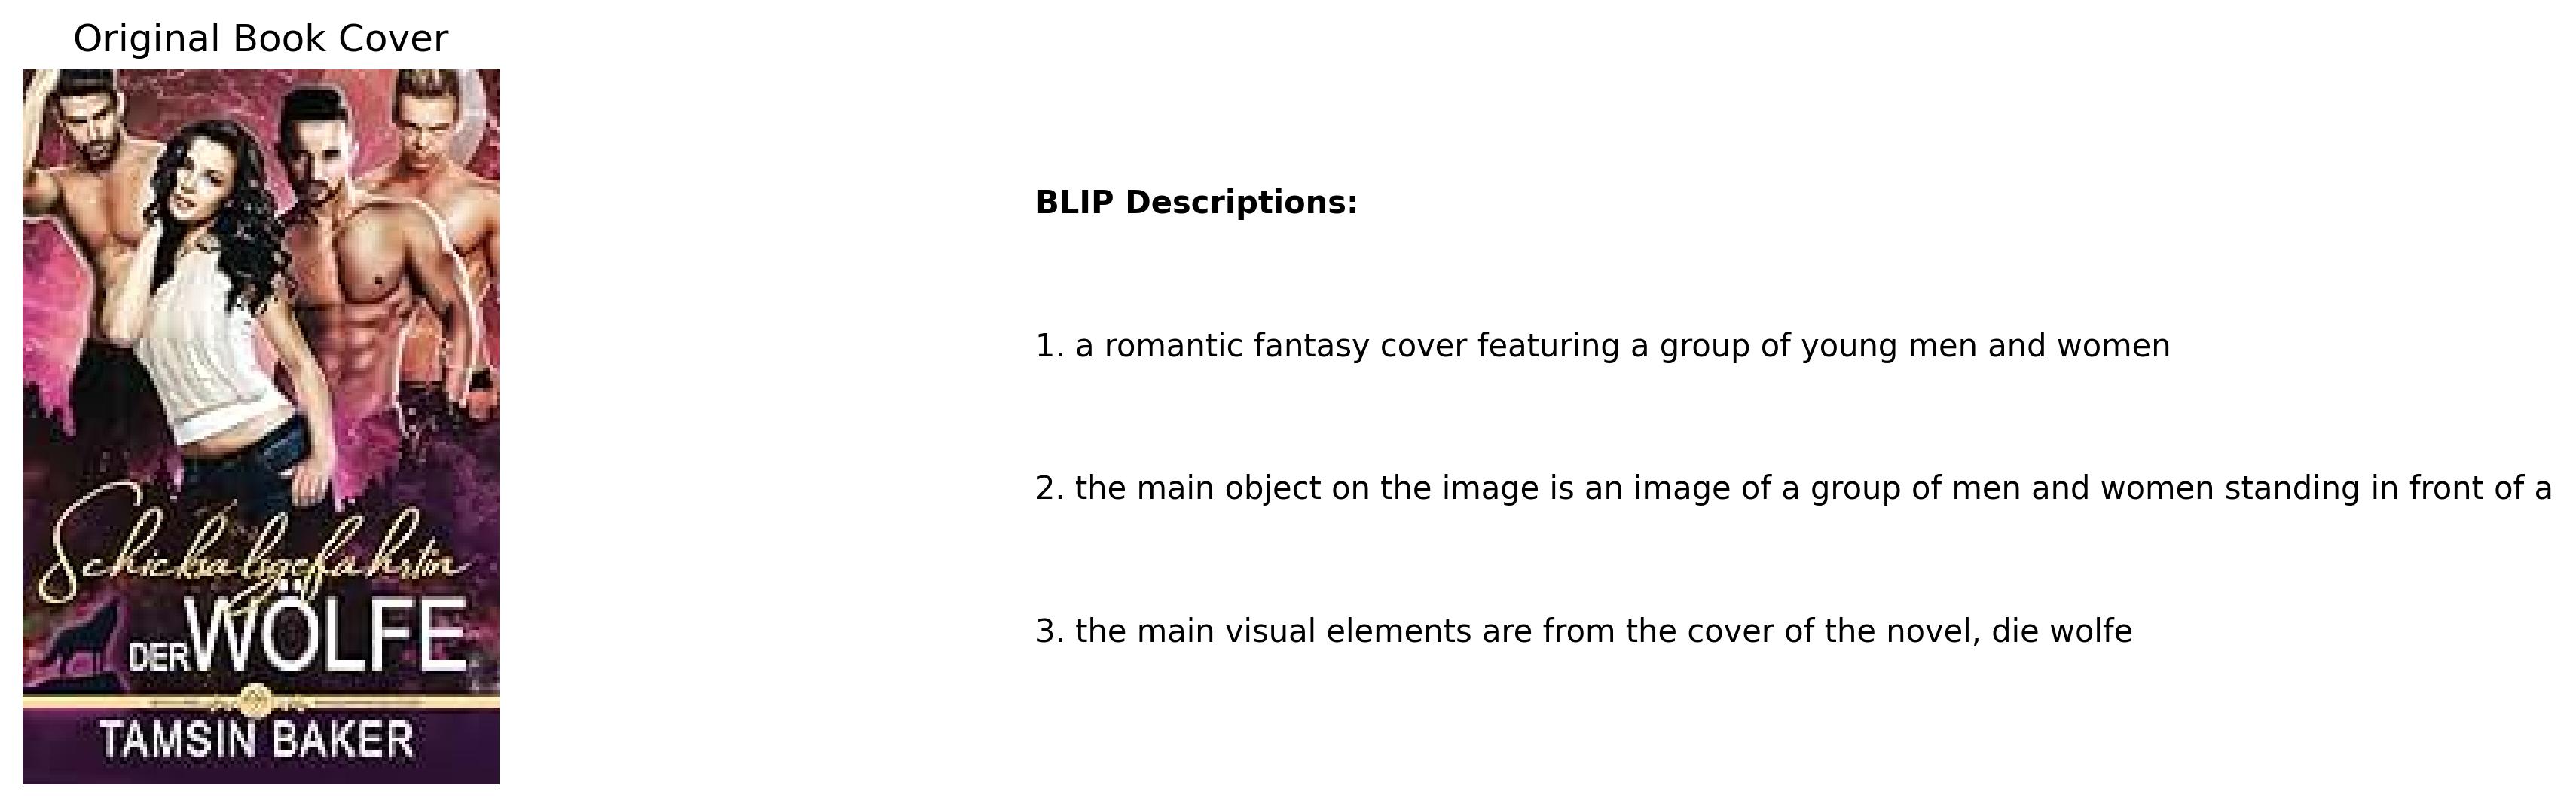 Original Book Cover
Schicksalsgefährtin
DER WÖLFE
TAMSIN BAKER
BLIP Descriptions:
1. a romantic fantasy cover featuring a group of young men and women
2. the main object on the image is an image of a group of men and women standing in front of a
3. the main visual elements are from the cover of the novel, die wolfe